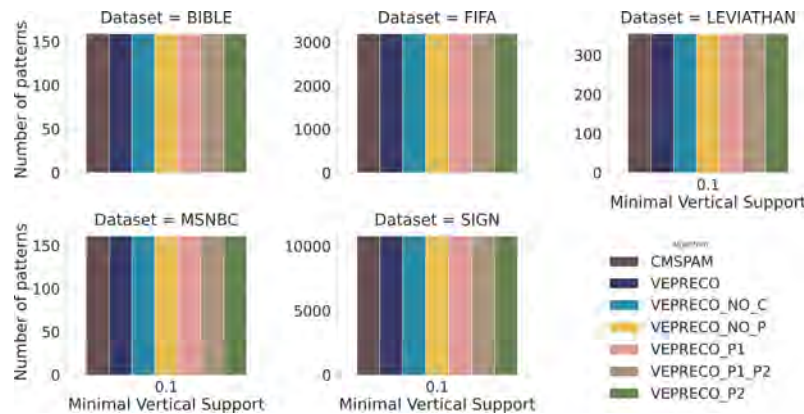 Dataset = BIBLE
Dataset = FIFA
Dataset = LEVIATHAN
Number of patterns
150
100
50
0
3000
2000
1000
0
300
200
100
0
0.1
Minimal Vertical Support
Dataset = MSNBC
Dataset = SIGN
Number of patterns
150
100
50
0
0.1
Minimal Vertical Support
10000
5000
0
0.1
Minimal Vertical Support
CMSPAM
VEPRECO
VEPRECO_NO_C
VEPRECO_NO_P
VEPRECO_P1
VEPRECO_P1_P2
VEPRECO_P2